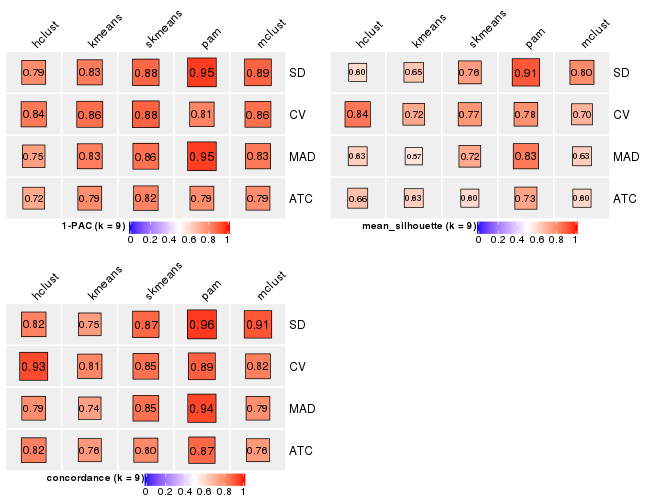 hclust kmeans skmeans pam mclust
0.79 0.83 0.88 0.95 0.89 SD
0.84 0.86 0.88 0.81 0.86 CV
0.75 0.83 0.86 0.95 0.83 MAD
0.72 0.79 0.82 0.79 0.79 ATC
1-PAC (k = 9)
0 0.2 0.4 0.6 0.8 1
hclust kmeans skmeans pam mclust
0.60 0.65 0.76 0.91 0.80 SD
0.84 0.72 0.77 0.78 0.70 CV
0.63 0.57 0.72 0.83 0.63 MAD
0.66 0.63 0.60 0.73 0.60 ATC
mean_silhouette (k = 9)
0 0.2 0.4 0.6 0.8 1
hclust kmeans skmeans pam mclust
0.82 0.75 0.87 0.96 0.91 SD
0.93 0.81 0.85 0.89 0.82 CV
0.79 0.74 0.85 0.94 0.79 MAD
0.82 0.76 0.80 0.87 0.76 ATC
concordance (k = 9)
0 0.2 0.4 0.6 0.8 1